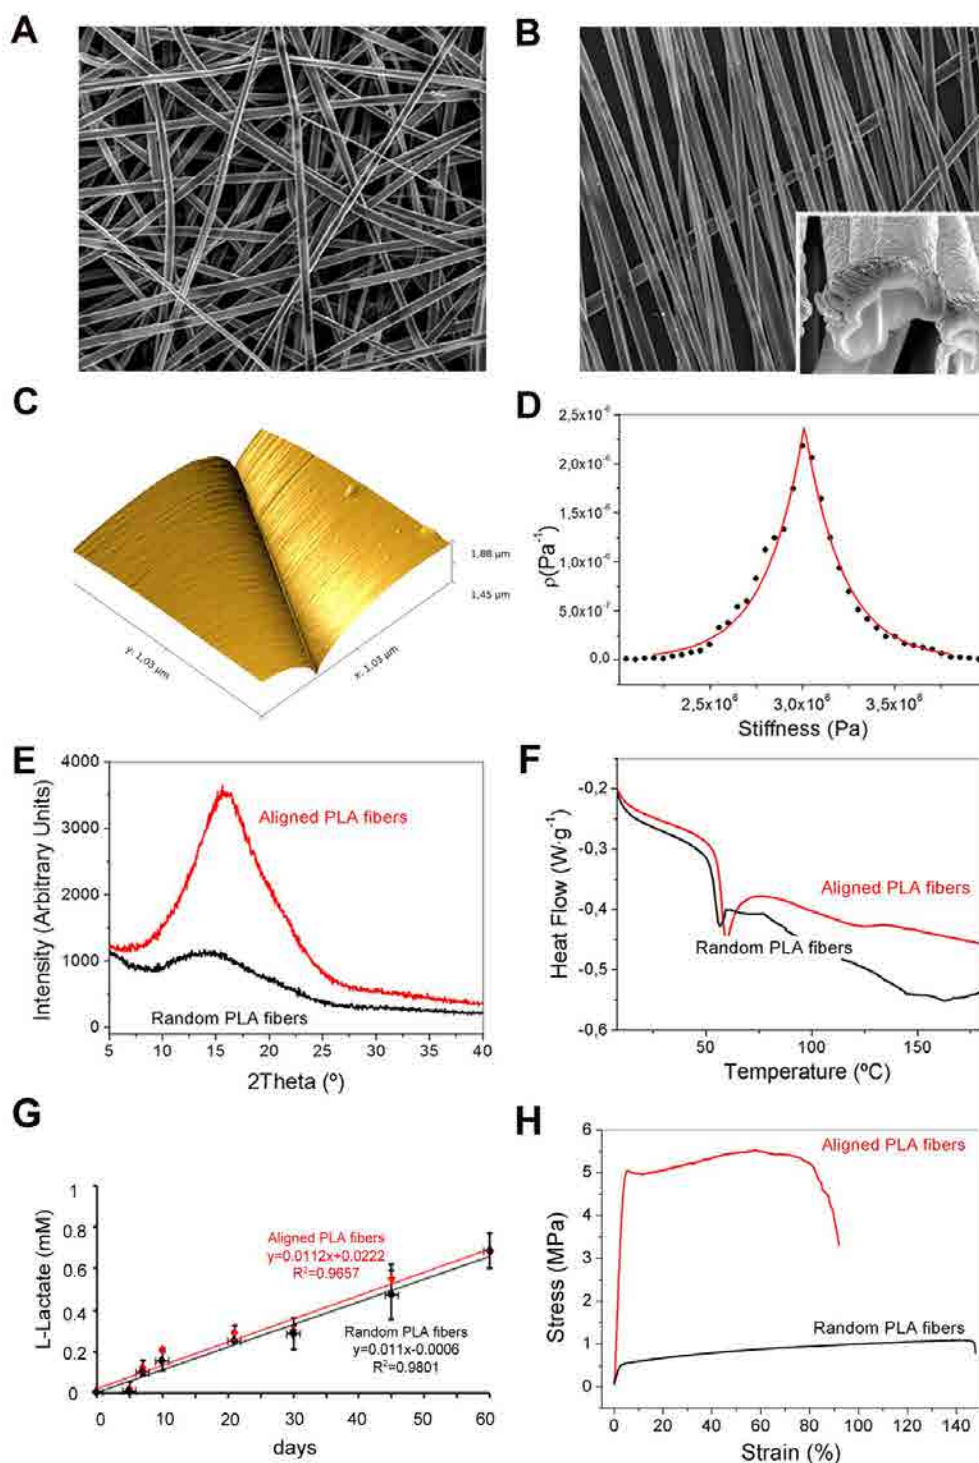 A
B
C
1,88 µm
1,45 µm
y: 1,03 µm
x: 1,03 µm
D
2,5x10⁻⁶
2,0x10⁻⁶
1,5x10⁻⁶
1,0x10⁻⁶
5,0x10⁻⁷
0,0
ρ(Pa⁻¹)
2,5x10⁶
3,0x10⁶
3,5x10⁶
Stiffness (Pa)
E
4000
3000
2000
1000
0
Intensity (Arbitrary Units)
Aligned PLA fibers
Random PLA fibers
5
10
15
20
25
30
35
40
2Theta (º)
F
-0,2
-0,3
-0,4
-0,5
-0,6
Heat Flow (W·g⁻¹)
Aligned PLA fibers
Random PLA fibers
50
100
150
Temperature (ºC)
G
1
0.8
0.6
0.4
0.2
0
L-Lactate (mM)
Aligned PLA fibers
y=0.0112x+0.0222
R²=0.9657
Random PLA fibers
y=0.011x-0.0006
R²=0.9801
0
10
20
30
40
50
60
days
H
6
5
4
3
2
1
0
Stress (MPa)
Aligned PLA fibers
Random PLA fibers
0
20
40
60
80
100
120
140
Strain (%)